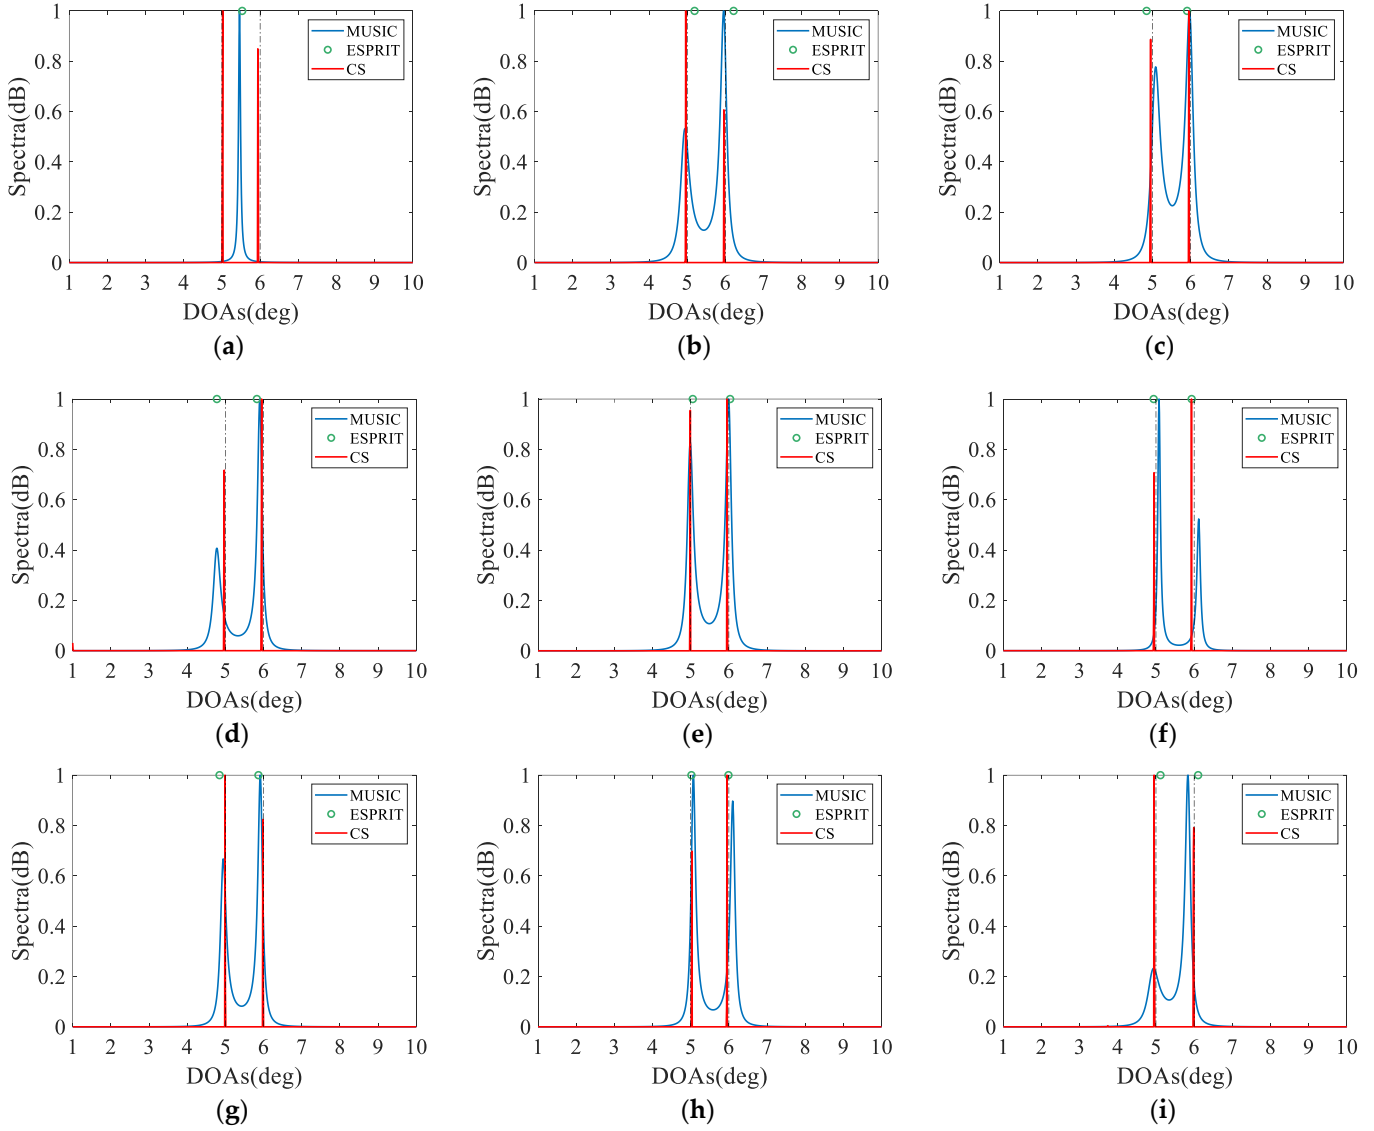 1
0.8
0.6
0.4
0.2
0
Spectra(dB)
MUSIC
ESPRIT
CS
1 2 3 4 5 6 7 8 9 10
DOAs(deg)
(a)
1
0.8
0.6
0.4
0.2
0
Spectra(dB)
MUSIC
ESPRIT
CS
1 2 3 4 5 6 7 8 9 10
DOAs(deg)
(b)
1
0.8
0.6
0.4
0.2
0
Spectra(dB)
MUSIC
ESPRIT
CS
1 2 3 4 5 6 7 8 9 10
DOAs(deg)
(c)
1
0.8
0.6
0.4
0.2
0
Spectra(dB)
MUSIC
ESPRIT
CS
1 2 3 4 5 6 7 8 9 10
DOAs(deg)
(d)
1
0.8
0.6
0.4
0.2
0
Spectra(dB)
MUSIC
ESPRIT
CS
1 2 3 4 5 6 7 8 9 10
DOAs(deg)
(e)
1
0.8
0.6
0.4
0.2
0
Spectra(dB)
MUSIC
ESPRIT
CS
1 2 3 4 5 6 7 8 9 10
DOAs(deg)
(f)
1
0.8
0.6
0.4
0.2
0
Spectra(dB)
MUSIC
ESPRIT
CS
1 2 3 4 5 6 7 8 9 10
DOAs(deg)
(g)
1
0.8
0.6
0.4
0.2
0
Spectra(dB)
MUSIC
ESPRIT
CS
1 2 3 4 5 6 7 8 9 10
DOAs(deg)
(h)
1
0.8
0.6
0.4
0.2
0
Spectra(dB)
MUSIC
ESPRIT
CS
1 2 3 4 5 6 7 8 9 10
DOAs(deg)
(i)